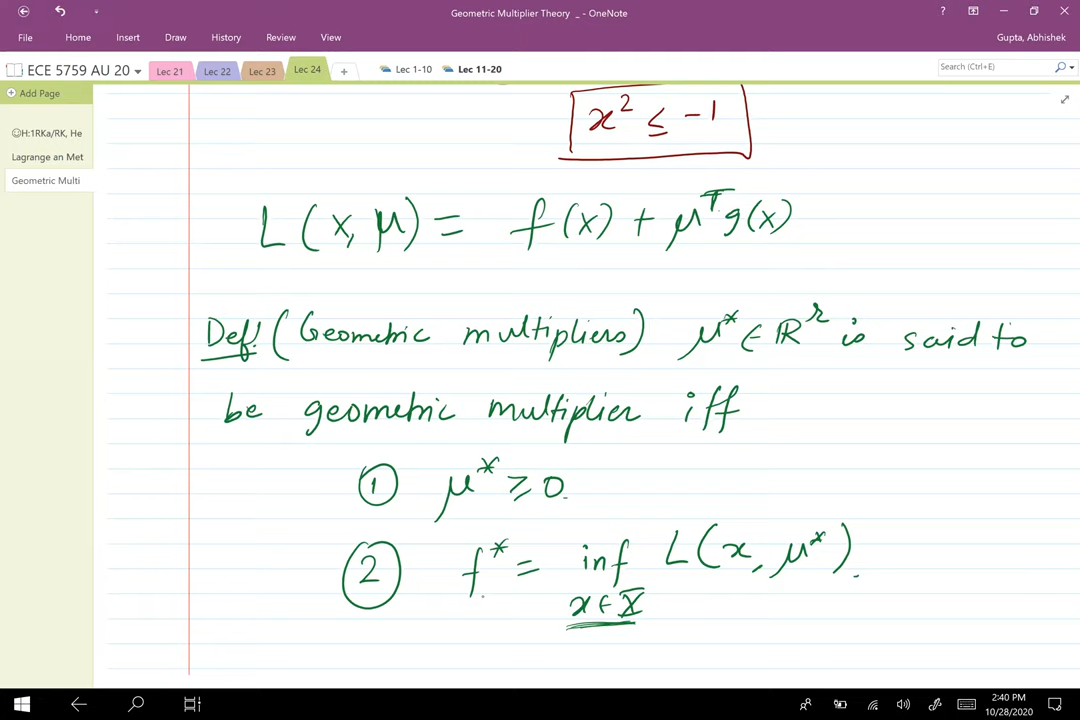 Geometric Multiplier Theory _ - OneNote
Gupta, Abhishek
File Home Insert Draw History Review View
ECE 5759 AU 20 Lec 21 Lec 22 Lec 23 Lec 24 Lec 1-10 Lec 11-20 Search (Ctrl+E)
Add Page
H:1RKa/RK, He
Lagrange an Met
Geometric Multi
x² ≤ -1
L(x, μ) = f(x) + μᵀg(x)
Def! (Geometric multipliers) μ* ∈ ℝʳ is said to
be geometric multiplier iff
① μ* ≥ 0.
② f* = inf L(x, μ*).
x ∈ X
2:40 PM
10/28/2020